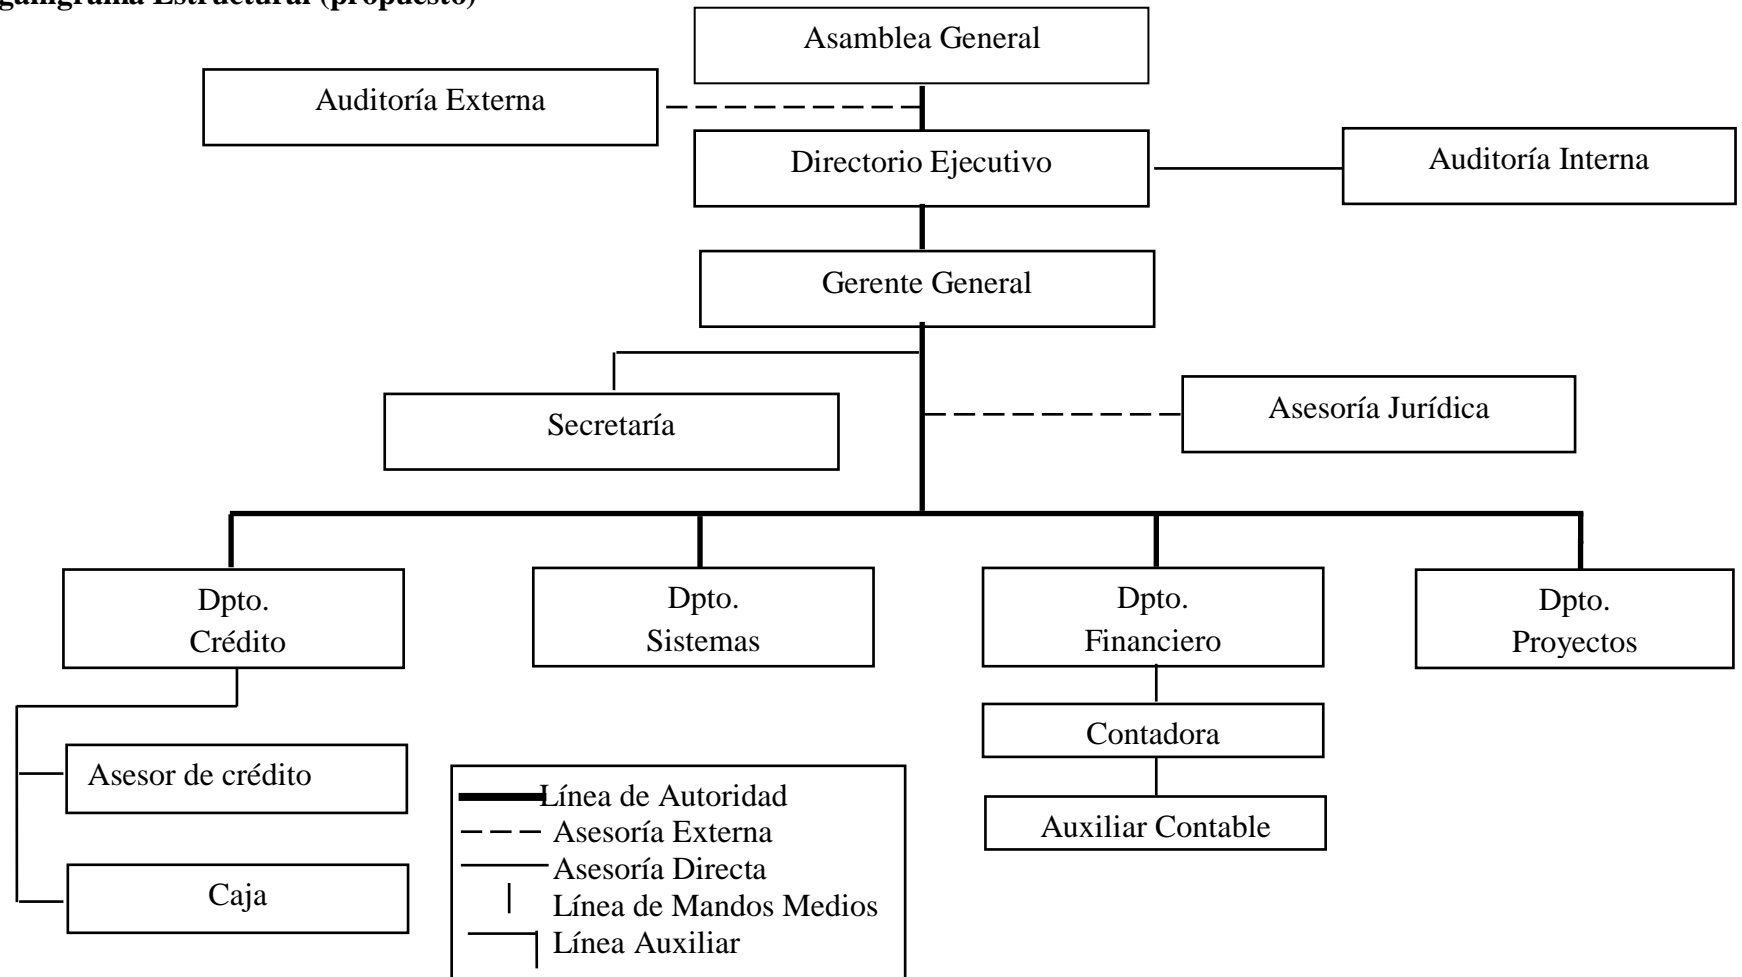 Estructural (propuesto)
Asamblea General
Auditoría Externa
Directorio Ejecutivo
Auditoría Interna
Gerente General
Secretaría
Asesoría Jurídica
Dpto.
Crédito
Dpto.
Sistemas
Dpto.
Financiero
Dpto.
Proyectos
Asesor de crédito
Caja
Contadora
Auxiliar Contable
Línea de Autoridad
Asesoría Externa
Asesoría Directa
Línea de Mandos Medios
Línea Auxiliar